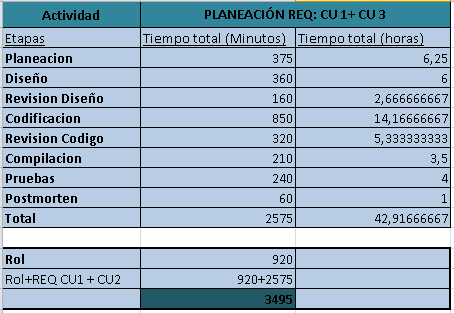 Actividad PLANEACIÓN REQ: CU 1+ CU 3
Etapas Tiempo total (Minutos) Tiempo total (horas)
Planeacion 375 6,25
Diseño 360 6
Revision Diseño 160 2,666666667
Codificacion 850 14,16666667
Revision Codigo 320 5,333333333
Compilacion 210 3,5
Pruebas 240 4
Postmorten 60 1
Total 2575 42,91666667
Rol 920
Rol+REQ CU1 + CU2 920+2575
3495